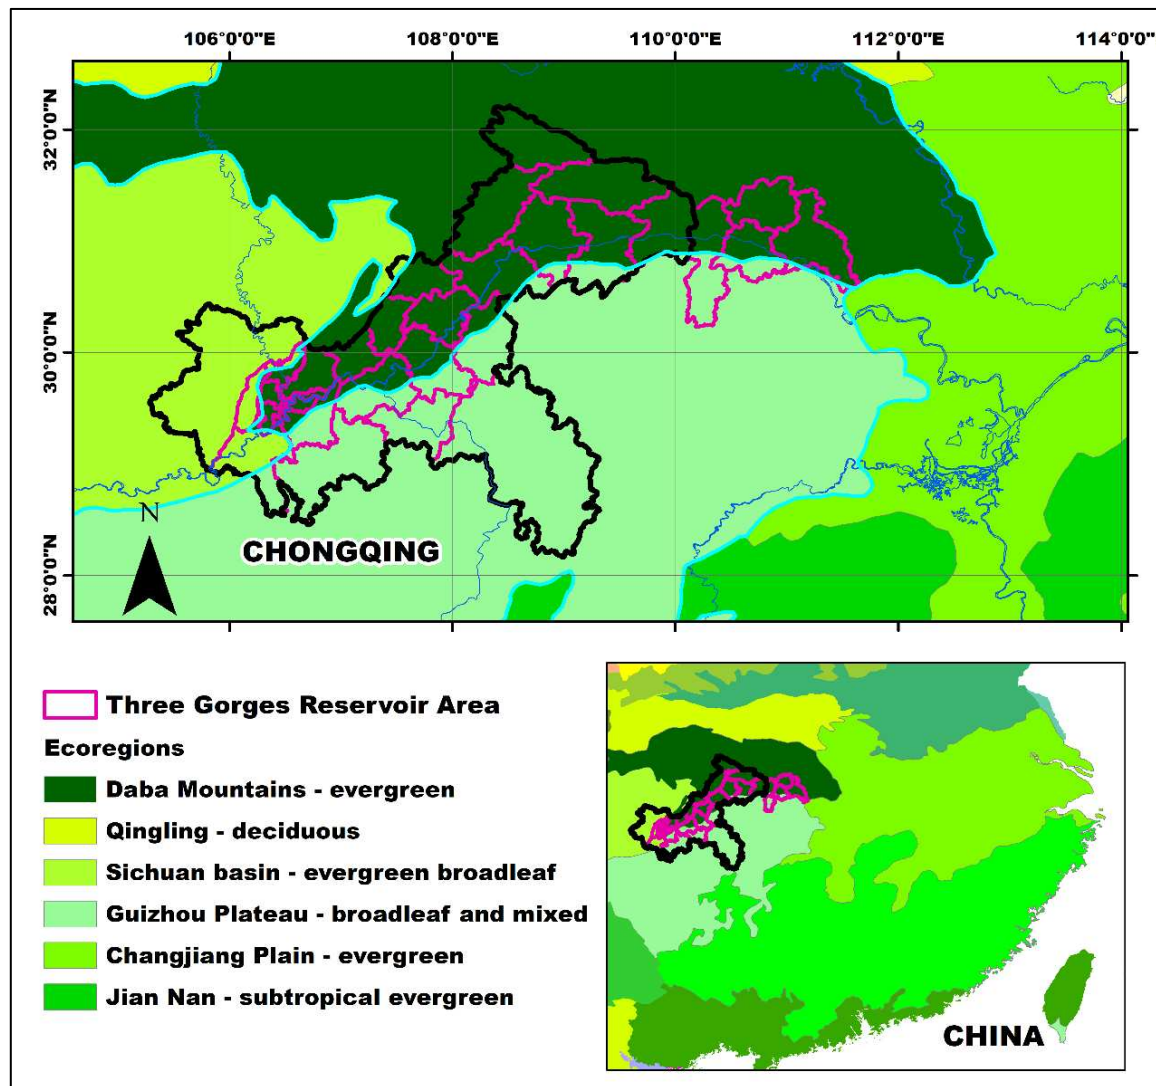 106°0'0"E 108°0'0"E 110°0'0"E 112°0'0"E 114°0'0"E
32°0'0"N
30°0'0"N
28°0'0"N
N
CHONGQING
Three Gorges Reservoir Area
Ecoregions
Daba Mountains - evergreen
Qingling - deciduous
Sichuan basin - evergreen broadleaf
Guizhou Plateau - broadleaf and mixed
Changjiang Plain - evergreen
Jian Nan - subtropical evergreen
CHINA